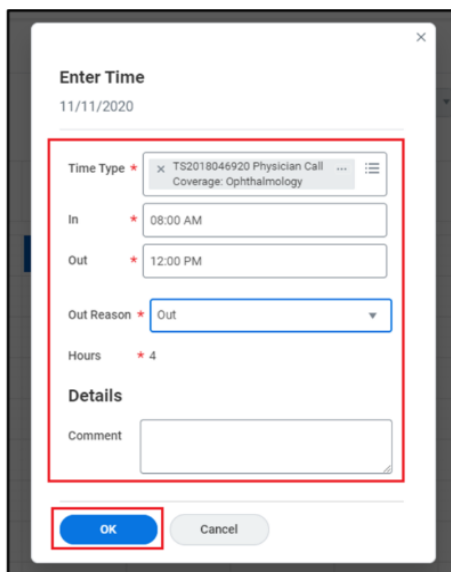 ×
Enter Time
11/11/2020
Time Type * × TS2018046920 Physician Call ...
Coverage: Ophthalmology
In * 08:00 AM
Out * 12:00 PM
Out Reason * Out
Hours * 4
Details
Comment
OK Cancel